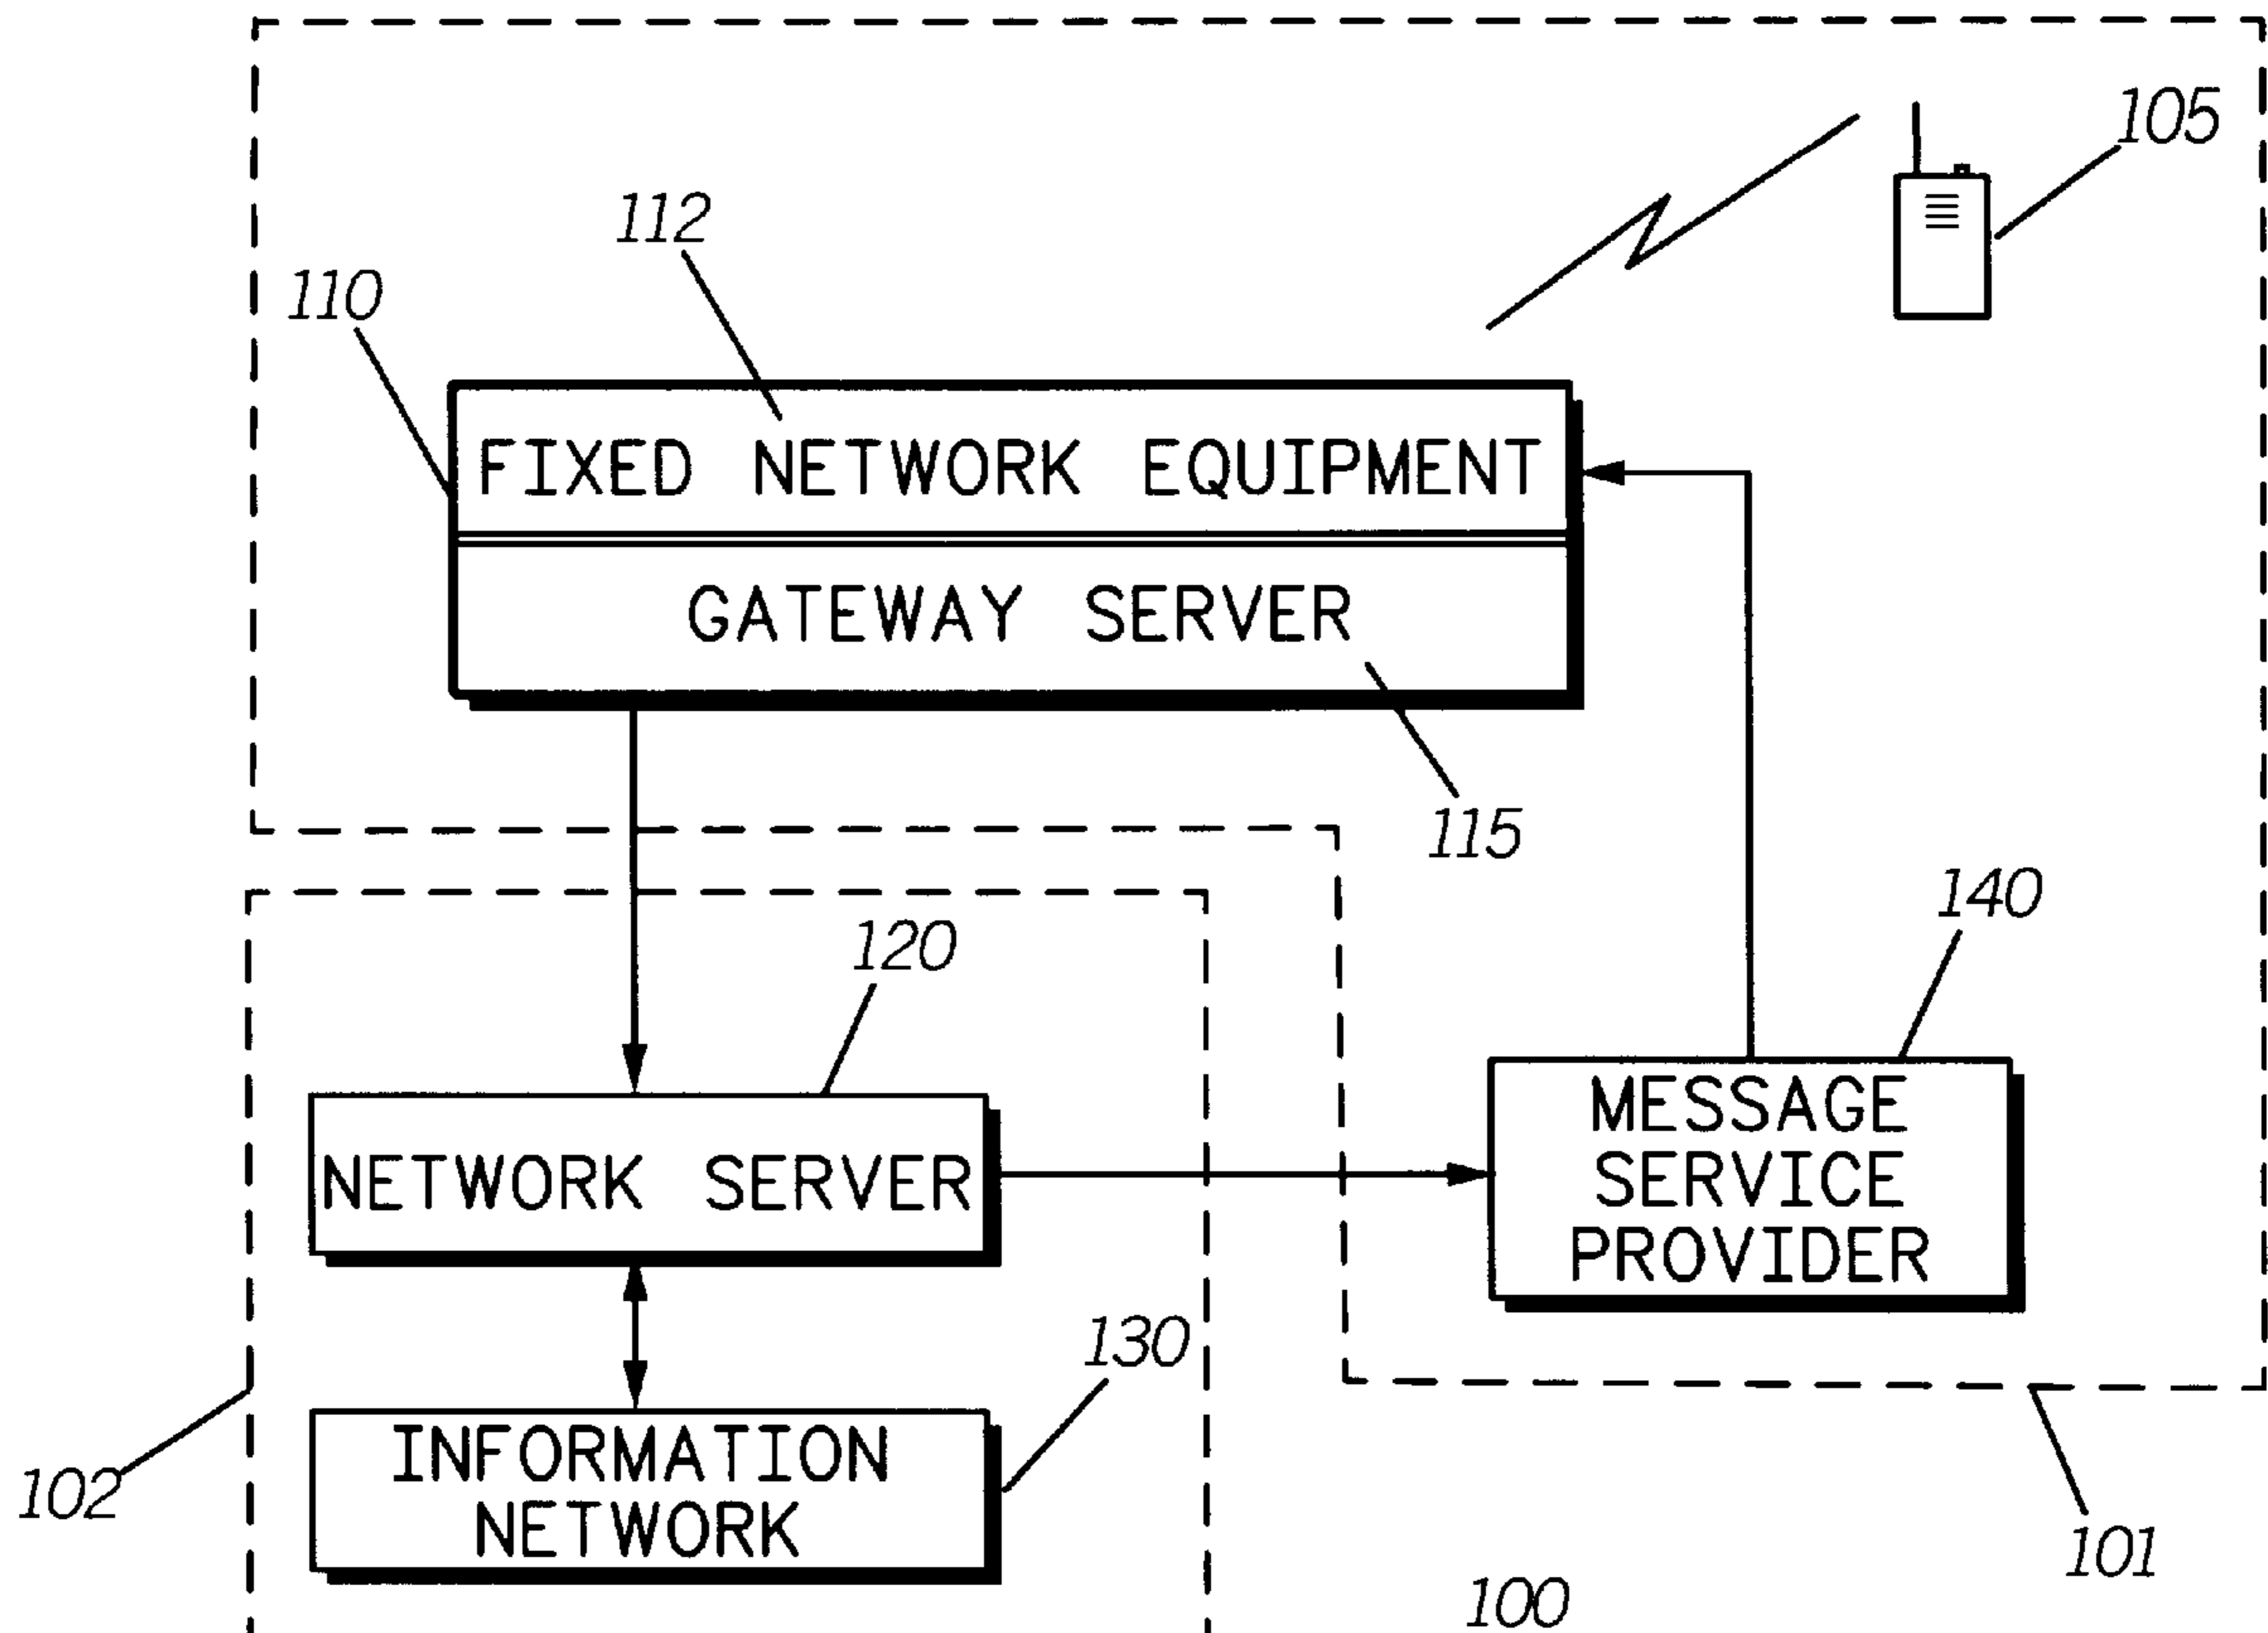 105
112
110
FIXED NETWORK EQUIPMENT
GATEWAY SERVER
115
140
120
MESSAGE
SERVICE
PROVIDER
NETWORK SERVER
130
INFORMATION
NETWORK
102
101
100